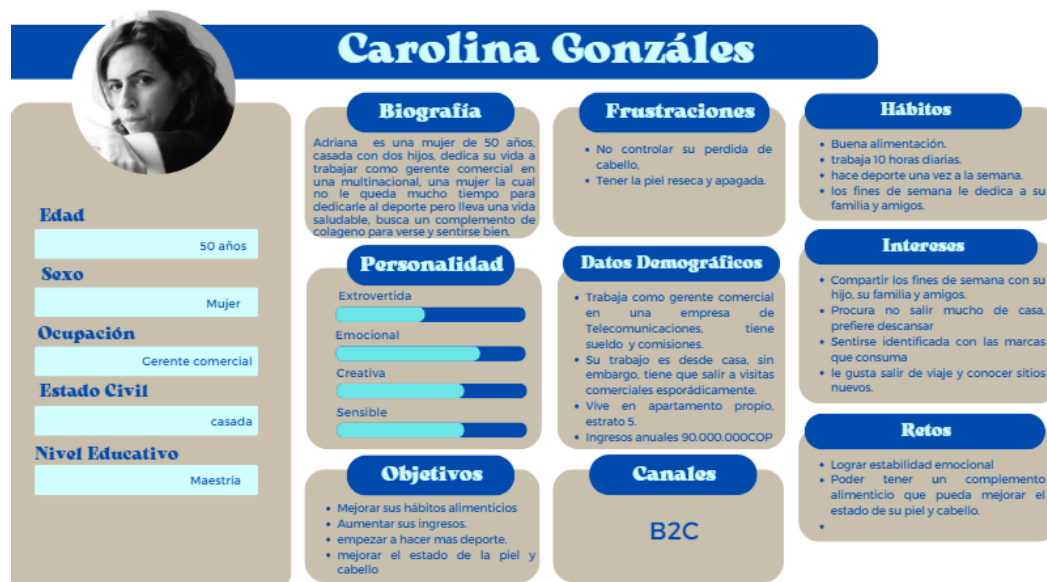 Carolina Gonzáles
Edad
50 años
Sexo
Mujer
Ocupación
Gerente comercial
Estado Civil
casada
Nivel Educativo
Maestría
Biografía
Adriana es una mujer de 50 años,
casada con dos hijos, dedica su vida a
trabajar como gerente comercial en
una multinacional, una mujer la cual
no le queda mucho tiempo para
dedicarle al deporte pero lleva una vida
saludable, busca un complemento de
colageno para verse y sentirse bien.
Personalidad
Extrovertida
Emocional
Creativa
Sensible
Objetivos
• Mejorar sus hábitos alimenticios
• Aumentar sus ingresos.
• empezar a hacer mas deporte.
• mejorar el estado de la piel y
cabello
Frustraciones
• No controlar su perdida de
cabello,
• Tener la piel reseca y apagada.
Datos Demográficos
• Trabaja como gerente comercial
en una empresa de
Telecomunicaciones, tiene
sueldo y comisiones.
• Su trabajo es desde casa, sin
embargo, tiene que salir a visitas
comerciales esporádicamente.
• Vive en apartamento propio,
estrato 5.
• Ingresos anuales 90.000.000COP
Canales
B2C
Hábitos
• Buena alimentación.
• trabaja 10 horas diarias.
• hace deporte una vez a la semana.
• los fines de semana le dedica a su
familia y amigos.
Intereses
• Compartir los fines de semana con su
hijo, su familia y amigos.
• Procura no salir mucho de casa,
prefiere descansar
• Sentirse identificada con las marcas
que consuma
• le gusta salir de viaje y conocer sitios
nuevos.
Retos
• Lograr estabilidad emocional
• Poder tener un complemento
alimenticio que pueda mejorar el
estado de su piel y cabello.
•